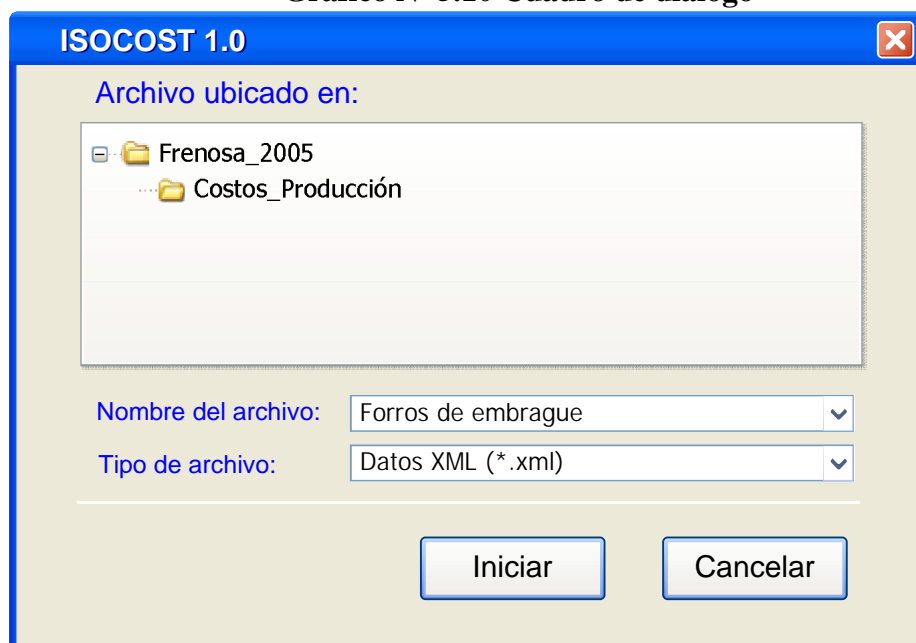 ISOCOST 1.0
Archivo ubicado en:
Frenosa_2005
Costos_Producción
Nombre del archivo: Forros de embrague
Tipo de archivo: Datos XML (*.xml)
Iniciar Cancelar